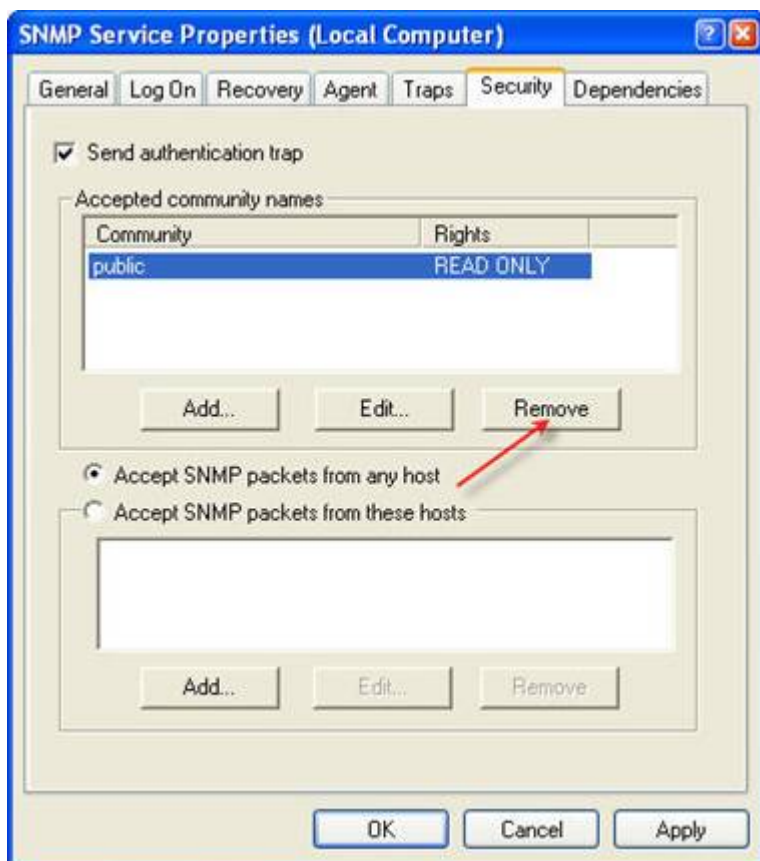 SNMP Service Properties (Local Computer)
General Log On Recovery Agent Traps Security Dependencies
Send authentication trap
Accepted community names
Community Rights
public READ ONLY
Add... Edit... Remove
Accept SNMP packets from any host
Accept SNMP packets from these hosts
Add... Edit... Remove
OK Cancel Apply